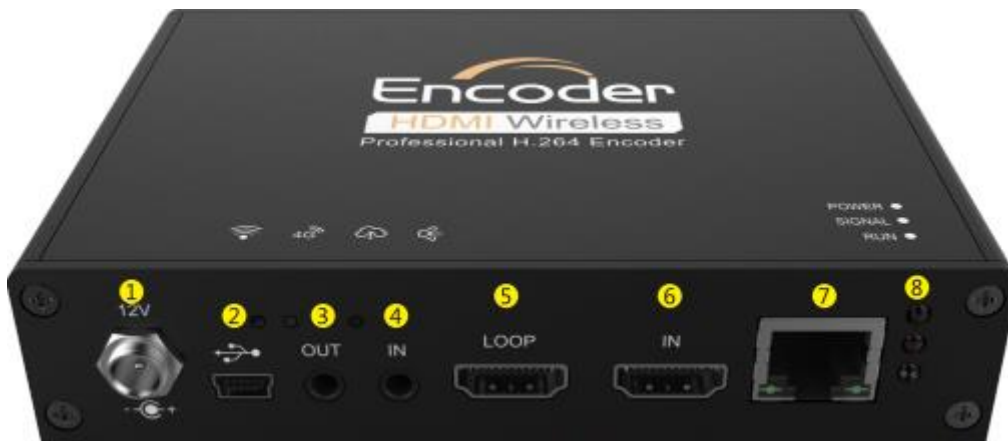 Encoder
HDMI Wireless
Professional H.264 Encoder
POWER
SIGNAL
RUN
4G
1
2
3
4
5
6
7
8
12V
OUT
IN
LOOP
IN
- +